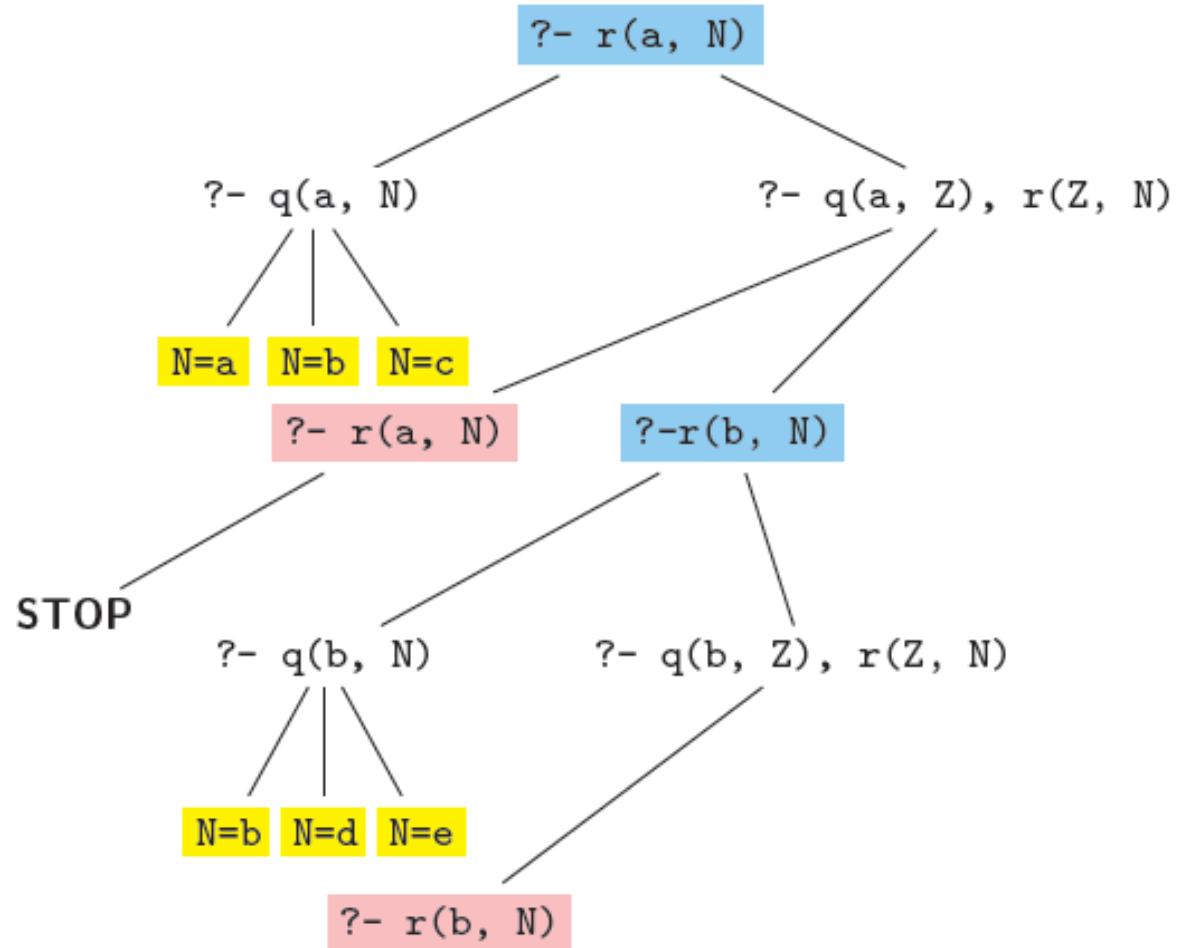 ?- r(a, N)
?- q(a, N)
?- q(a, Z), r(Z, N)
N=a N=b N=c
?- r(a, N)
?-r(b, N)
STOP
?- q(b, N)
?- q(b, Z), r(Z, N)
N=b N=d N=e
?- r(b, N)